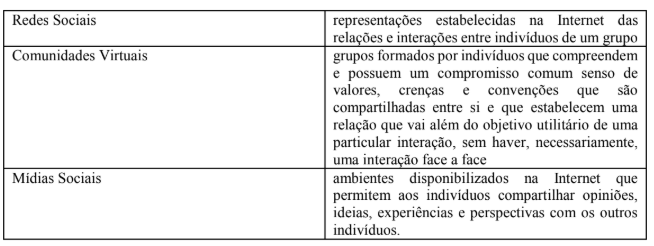 Redes Sociais
representações estabelecidas na Internet das
relações e interações entre indivíduos de um grupo
Comunidades Virtuais
grupos formados por indivíduos que compreendem
e possuem um compromisso comum senso de
valores, crenças e convenções que são
compartilhadas entre si e que estabelecem uma
relação que vai além do objetivo utilitário de uma
particular interação, sem haver, necessariamente,
uma interação face a face
Mídias Sociais
ambientes disponibilizados na Internet que
permitem aos indivíduos compartilhar opiniões,
ideias, experiências e perspectivas com os outros
indivíduos.